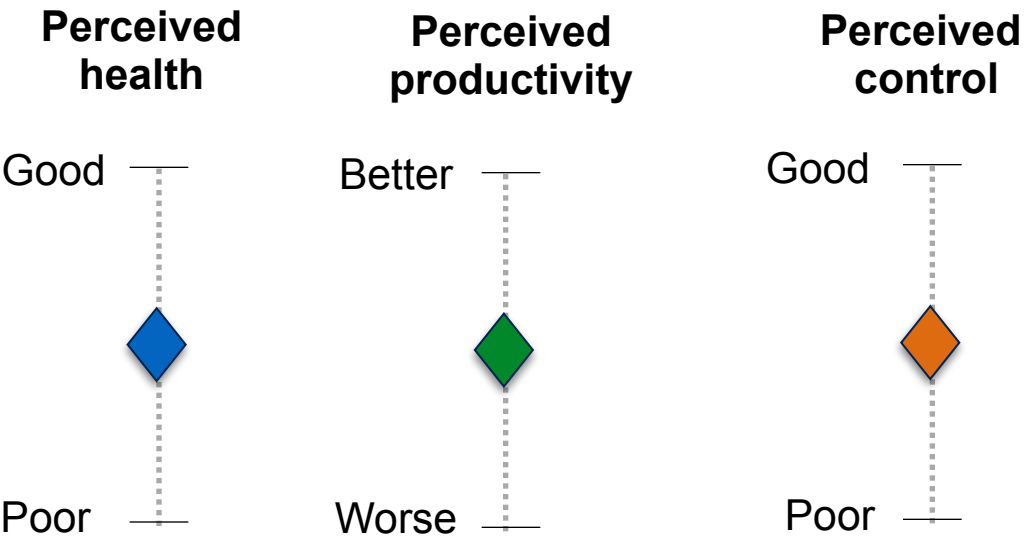 Perceived
health
Perceived
productivity
Perceived
control
Good
Better
Good
Poor
Worse
Poor